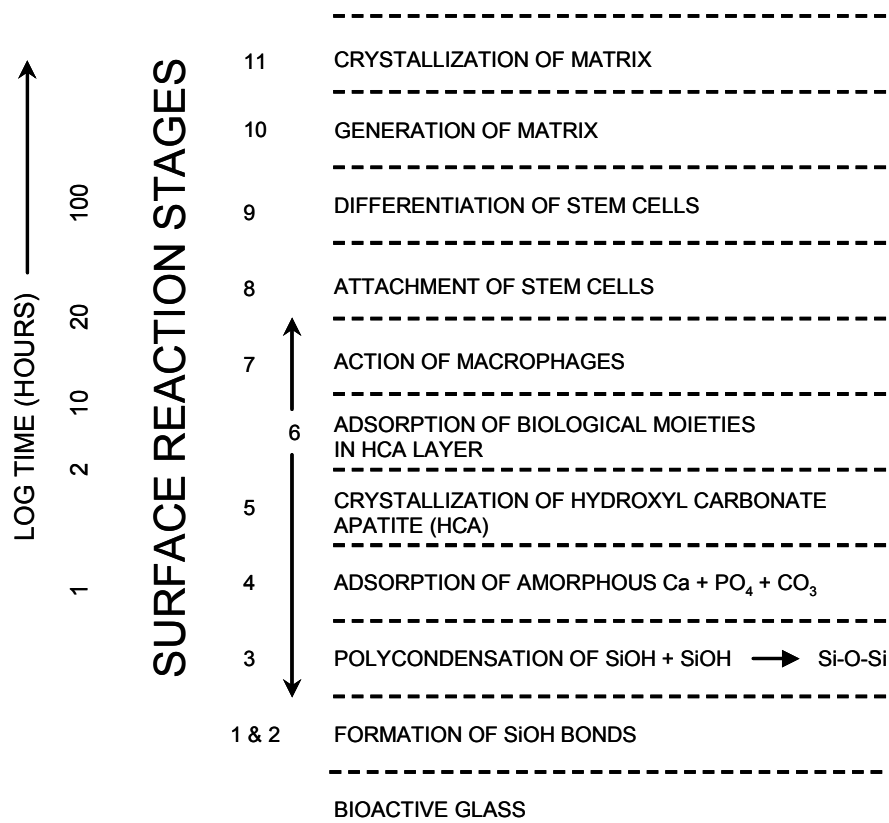 11 CRYSTALLIZATION OF MATRIX
10 GENERATION OF MATRIX
9 DIFFERENTIATION OF STEM CELLS
8 ATTACHMENT OF STEM CELLS
7 ACTION OF MACROPHAGES
6 ADSORPTION OF BIOLOGICAL MOIETIES
IN HCA LAYER
5 CRYSTALLIZATION OF HYDROXYL CARBONATE
APATITE (HCA)
4 ADSORPTION OF AMORPHOUS Ca + PO₄ + CO₃
3 POLYCONDENSATION OF SiOH + SiOH → Si-O-Si
1 & 2 FORMATION OF SiOH BONDS
BIOACTIVE GLASS
SURFACE REACTION STAGES
LOG TIME (HOURS)
1
2
10
20
100